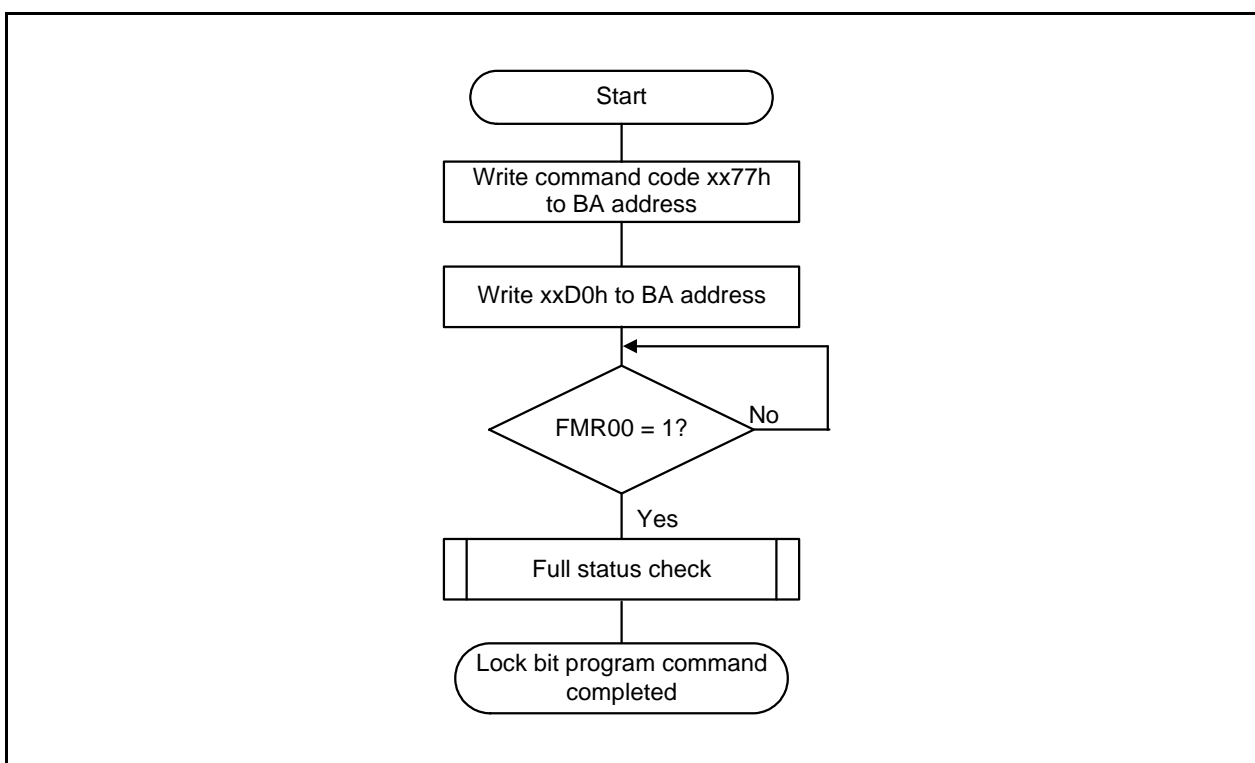 Start
Write command code xx77h
to BA address
Write xxD0h to BA address
FMR00 = 1?
No
Yes
Full status check
Lock bit program command
completed